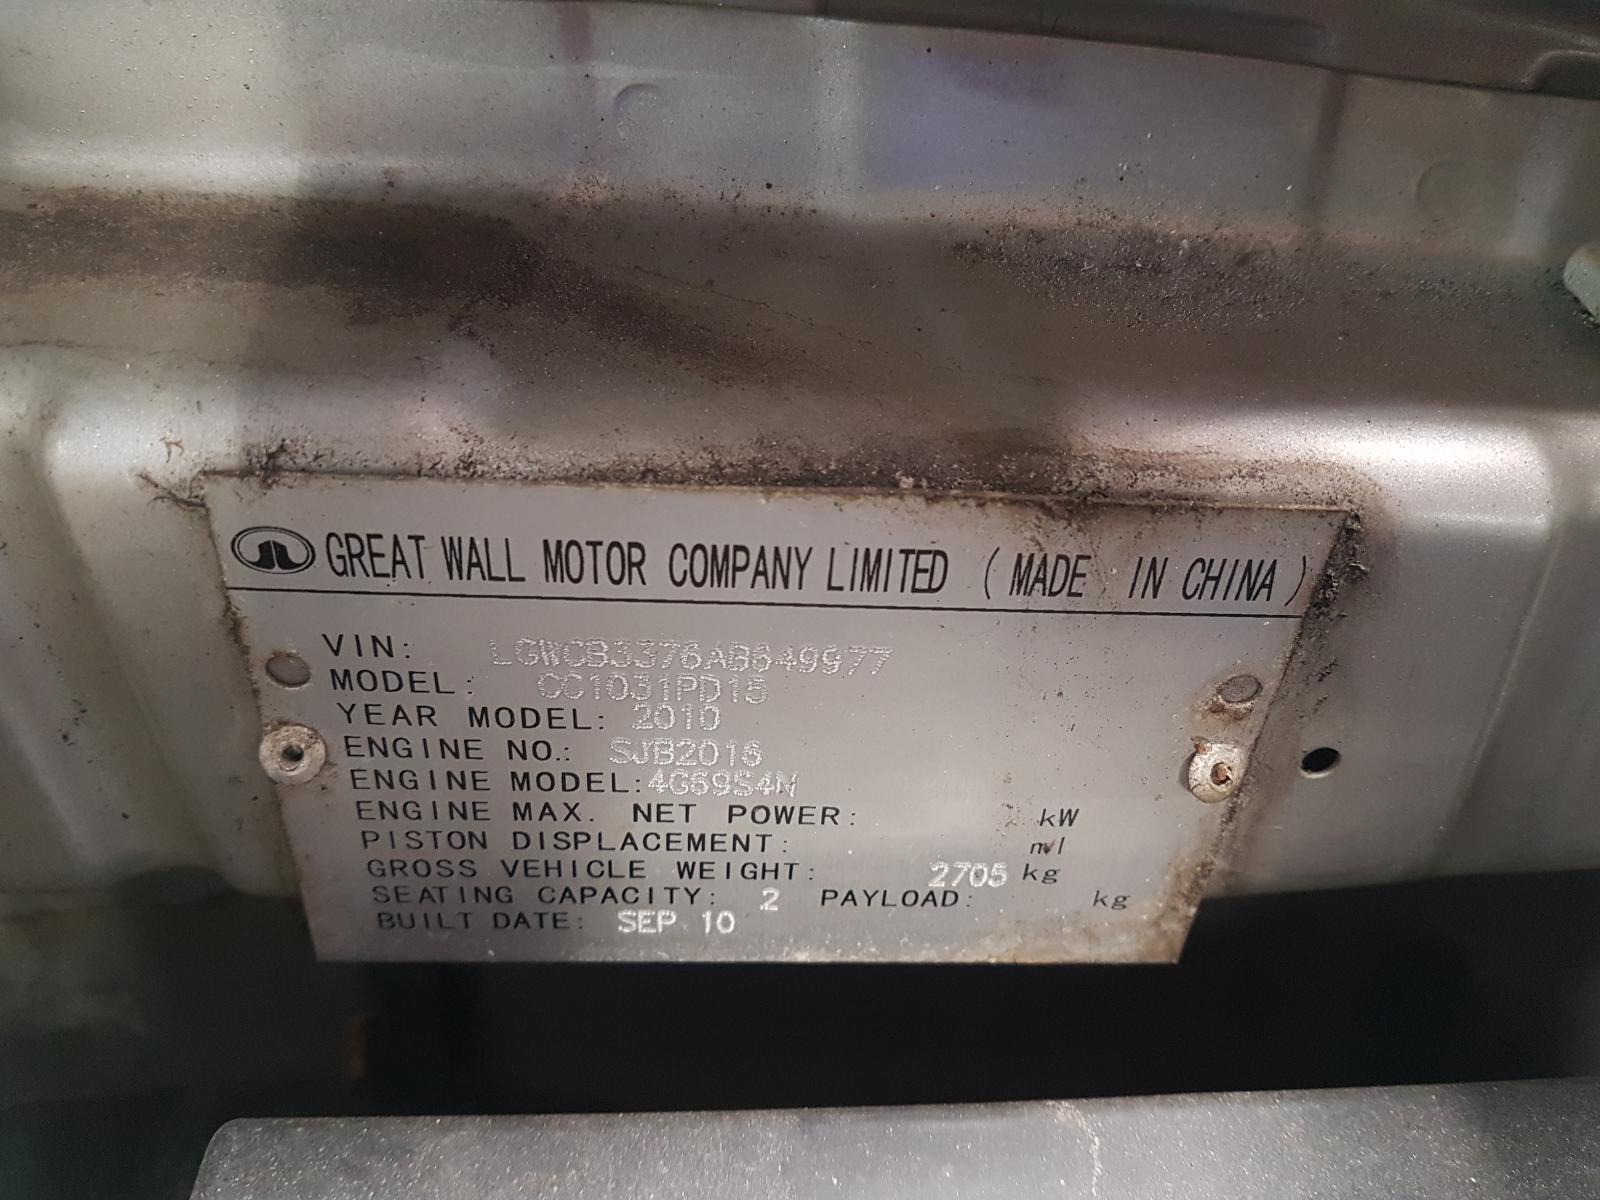 GREAT WALL MOTOR COMPANY LIMITED (MADE IN CHINA)
VIN: LGWCB3376AB649977
MODEL: CC1031PD15
YEAR MODEL: 2010
ENGINE NO.: SJB2016
ENGINE MODEL: 4G69S4N
ENGINE MAX. NET POWER: kW
PISTON DISPLACEMENT: ml
GROSS VEHICLE WEIGHT: 2705 kg
SEATING CAPACITY: 2 PAYLOAD: kg
BUILT DATE: SEP 10